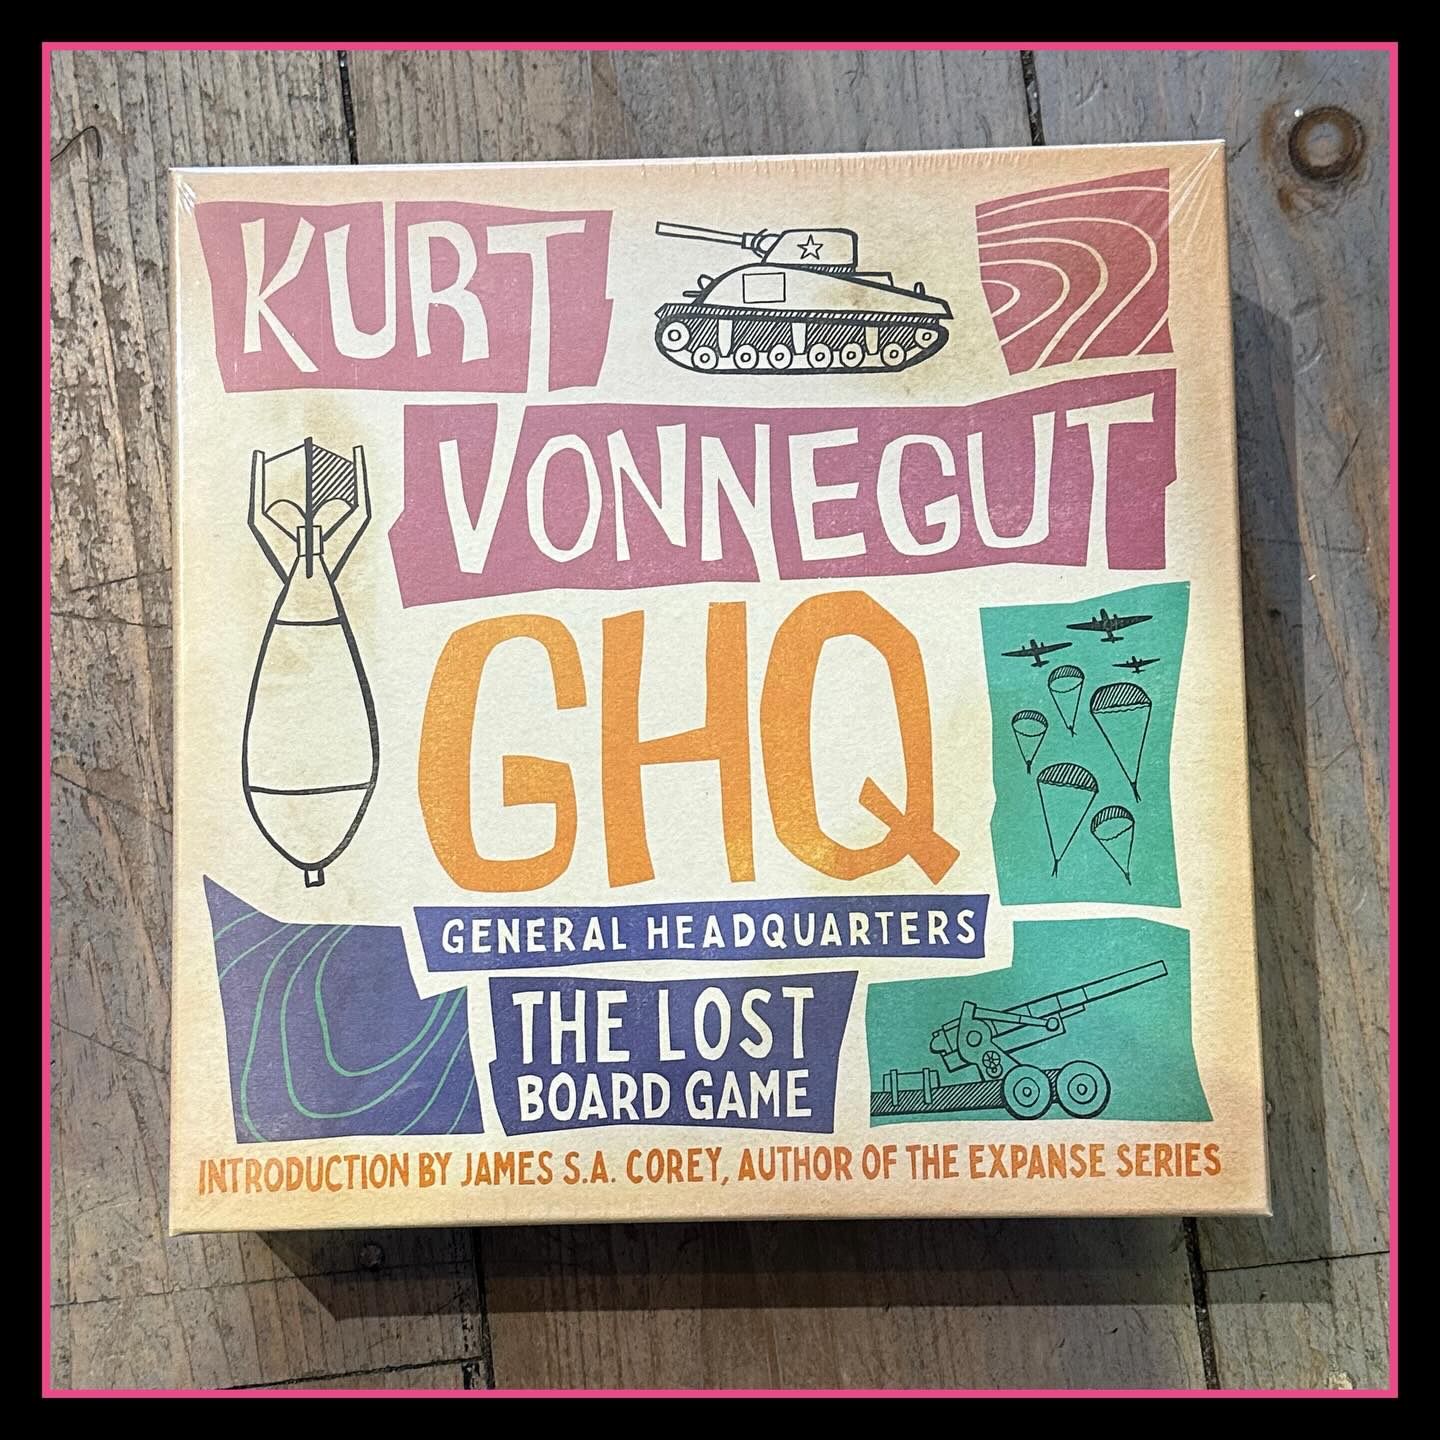 KURT
VONNEGUT
GHQ
GENERAL HEADQUARTERS
THE LOST
BOARD GAME
INTRODUCTION BY JAMES S.A. COREY, AUTHOR OF THE EXPANSE SERIES